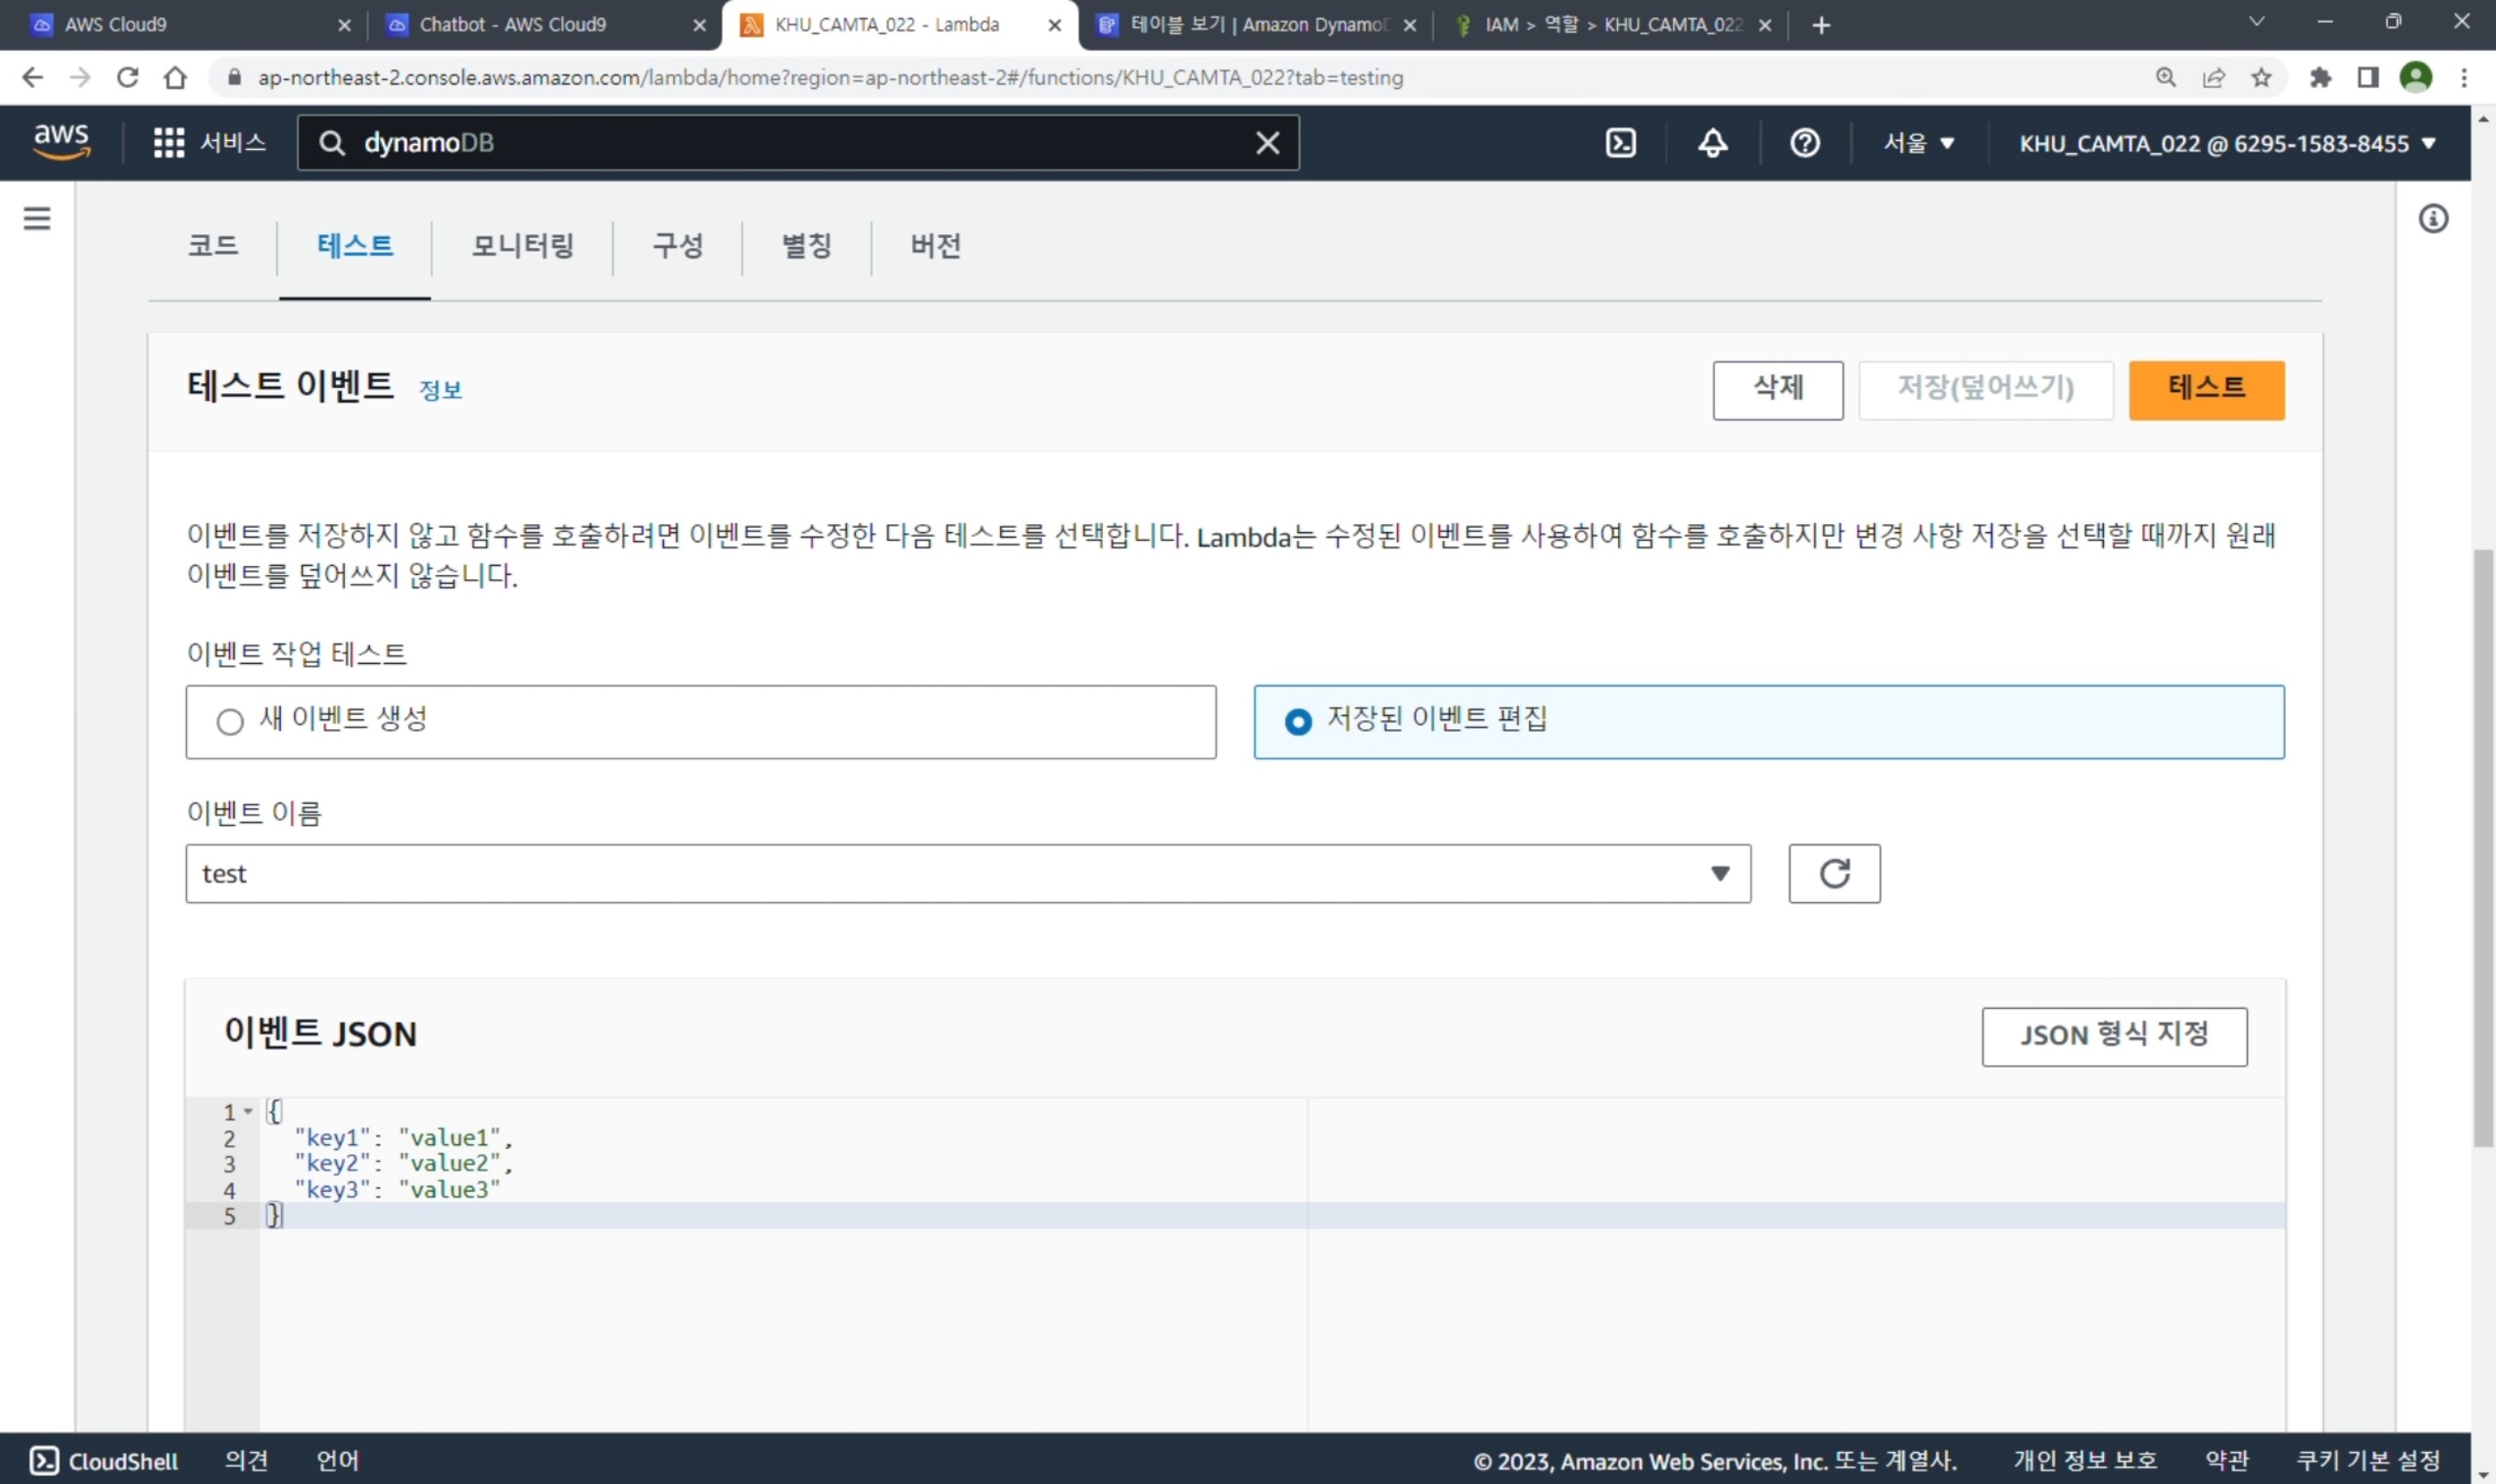 AWS Cloud9
Chatbot - AWS Cloud9
KHU_CAMTA_022 - Lambda
테이블 보기 | Amazon Dynamo
IAM > 역할 > KHU_CAMTA_022
ap-northeast-2.console.aws.amazon.com/lambda/home?region=ap-northeast-2#/functions/KHU_CAMTA_022?tab=testing
aws
서비스
dynamoDB
서울
KHU_CAMTA_022 @ 6295-1583-8455
코드
테스트
모니터링
구성
별칭
버전
테스트 이벤트 정보
삭제
저장(덮어쓰기)
테스트
이벤트를 저장하지 않고 함수를 호출하려면 이벤트를 수정한 다음 테스트를 선택합니다. Lambda는 수정된 이벤트를 사용하여 함수를 호출하지만 변경 사항 저장을 선택할 때까지 원래
이벤트를 덮어쓰지 않습니다.
이벤트 작업 테스트
새 이벤트 생성
저장된 이벤트 편집
이벤트 이름
test
이벤트 JSON
JSON 형식 지정
1 {
2 "key1": "value1",
3 "key2": "value2",
4 "key3": "value3"
5 }
CloudShell
의견
언어
© 2023, Amazon Web Services, Inc. 또는 계열사.
개인 정보 보호
약관
쿠키 기본 설정